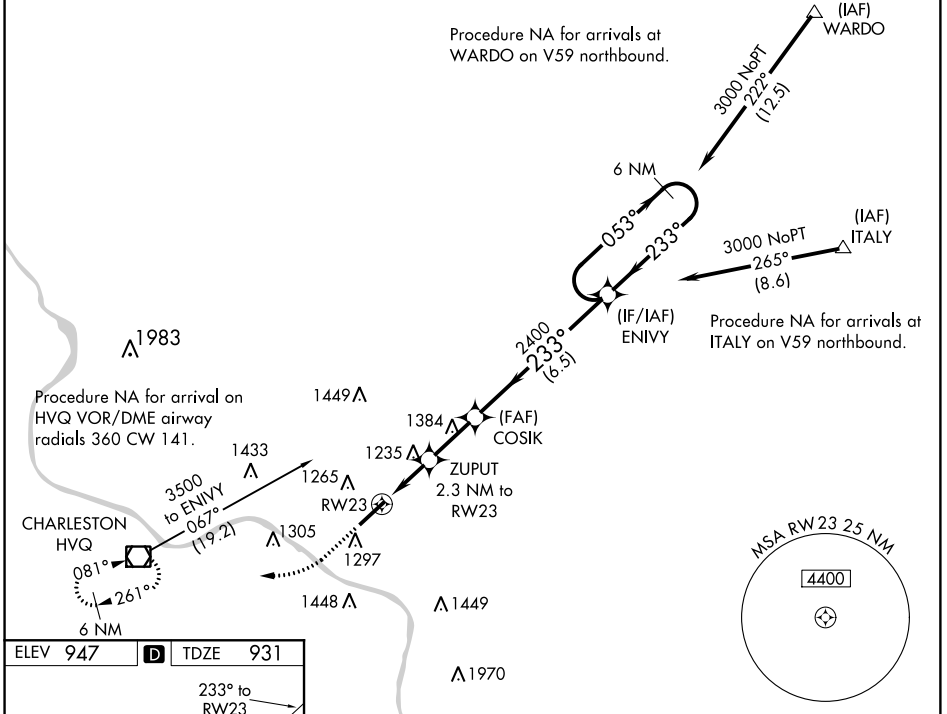 (IAF)
WARDO
Procedure NA for arrivals at
WARDO on V59 northbound.
3000 NoPT
222°
(12.5)
6 NM
053°
233°
(IAF)
ITALY
3000 NoPT
265°
(8.6)
(IF/IAF)
ENIVY
Procedure NA for arrivals at
ITALY on V59 northbound.
2400
233°
(6.5)
1983
Procedure NA for arrival on
HVQ VOR/DME airway
radials 360 CW 141.
1449
1384
(FAF)
COSIK
1433
1235
ZUPUT
2.3 NM to
RW23
1265
RW23
3500
to ENIVY
067°
(19.2)
CHARLESTON
HVQ
1305
1297
081°
261°
6 NM
1448
1449
MSA RW23 25 NM
4400
ELEV 947 D TDZE 931
1970
233° to
RW23